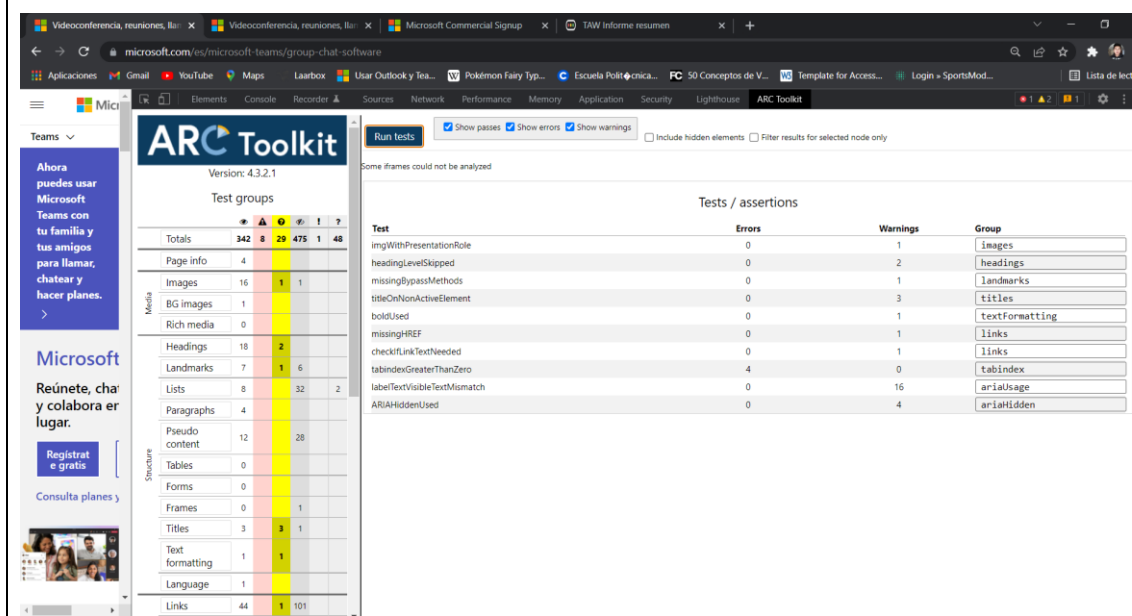 Videoconferencia, reuniones, llar
Videoconferencia, reuniones, llar
Microsoft Commercial Signup
TAW Informe resumen
microsoft.com/es/microsoft-teams/group-chat-software
Aplicaciones Gmail YouTube Maps Laarbox Usar Outlook y Tea... Pokémon Fairy Typ... Escuela Polit�cnica... 50 Conceptos de V... Template for Access... Login » SportsMod... Lista de lect
Elements Console Recorder Sources Network Performance Memory Application Security Lighthouse ARC Toolkit 1 2 1
Micr
Teams
Ahora
puedes usar
Microsoft
Teams con
tu familia y
tus amigos
para llamar,
chatear y
hacer planes.
Microsoft
Reúnete, chat
y colabora en
lugar.
Regístrat
e gratis
Consulta planes y
ARC Toolkit
Version: 4.3.2.1
Test groups
! ?
Totals 342 8 29 475 1 48
Page info 4
Media
Images 16 1 1
BG images 1
Rich media 0
Structure
Headings 18 2
Landmarks 7 1 6
Lists 8 32 2
Paragraphs 4
Pseudo
content 12 28
Tables 0
Forms 0
Frames 0 1
Titles 3 3 1
Text
formatting 1 1
Language 1
Links 44 1 101
Run tests Show passes Show errors Show warnings Include hidden elements Filter results for selected node only
Some iframes could not be analyzed
Tests / assertions
Test Errors Warnings Group
imgWithPresentationRole 0 1 images
headingLevelSkipped 0 2 headings
missingBypassMethods 0 1 landmarks
titleOnNonActiveElement 0 3 titles
boldUsed 0 1 textFormatting
missingHREF 0 1 links
checkIfLinkTextNeeded 0 1 links
tabindexGreaterThanZero 4 0 tabindex
labelTextVisibleTextMismatch 0 16 ariaUsage
ARIAHiddenUsed 0 4 ariaHidden